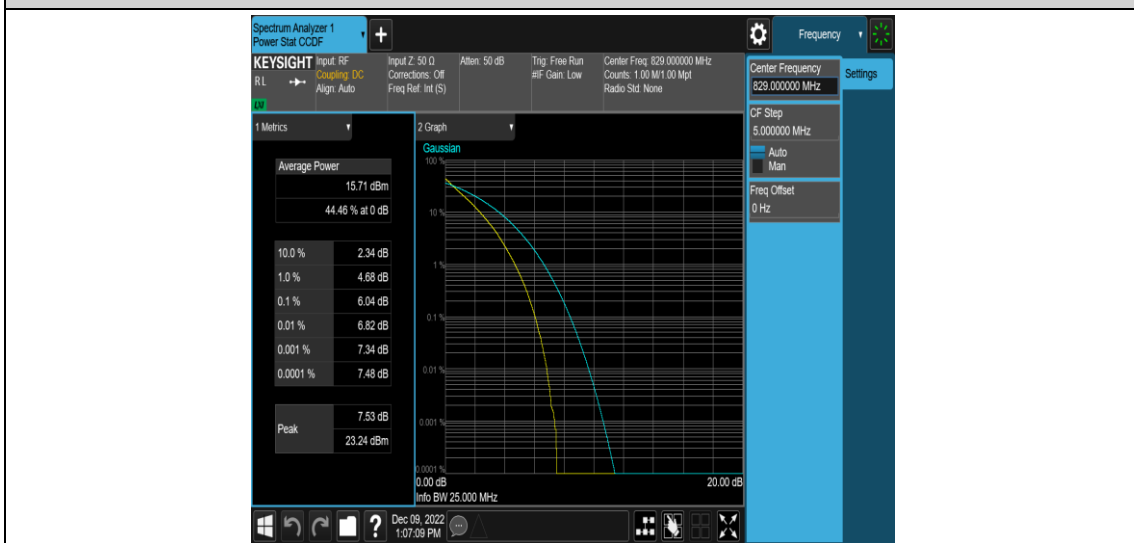 Spectrum Analyzer 1
Power Stat CCDF
+
Frequency
KEYSIGHT
RL
LXI
Input: RF
Coupling: DC
Align: Auto
Input Z: 50 Ω
Corrections: Off
Freq Ref: Int (S)
Atten: 50 dB
Trig: Free Run
#IF Gain: Low
Center Freq: 829.000000 MHz
Counts: 1.00 M/1.00 Mpt
Radio Std: None
Center Frequency
829.000000 MHz
Settings
CF Step
5.000000 MHz
Auto
Man
Freq Offset
0 Hz
1 Metrics
Average Power
15.71 dBm
44.46 % at 0 dB
10.0 % 2.34 dB
1.0 % 4.68 dB
0.1 % 6.04 dB
0.01 % 6.82 dB
0.001 % 7.34 dB
0.0001 % 7.48 dB
Peak
7.53 dB
23.24 dBm
2 Graph
Gaussian
100 %
10 %
1 %
0.1 %
0.01 %
0.001 %
0.0001 %
0.00 dB 20.00 dB
Info BW 25.000 MHz
?
Dec 09, 2022
1:07:09 PM